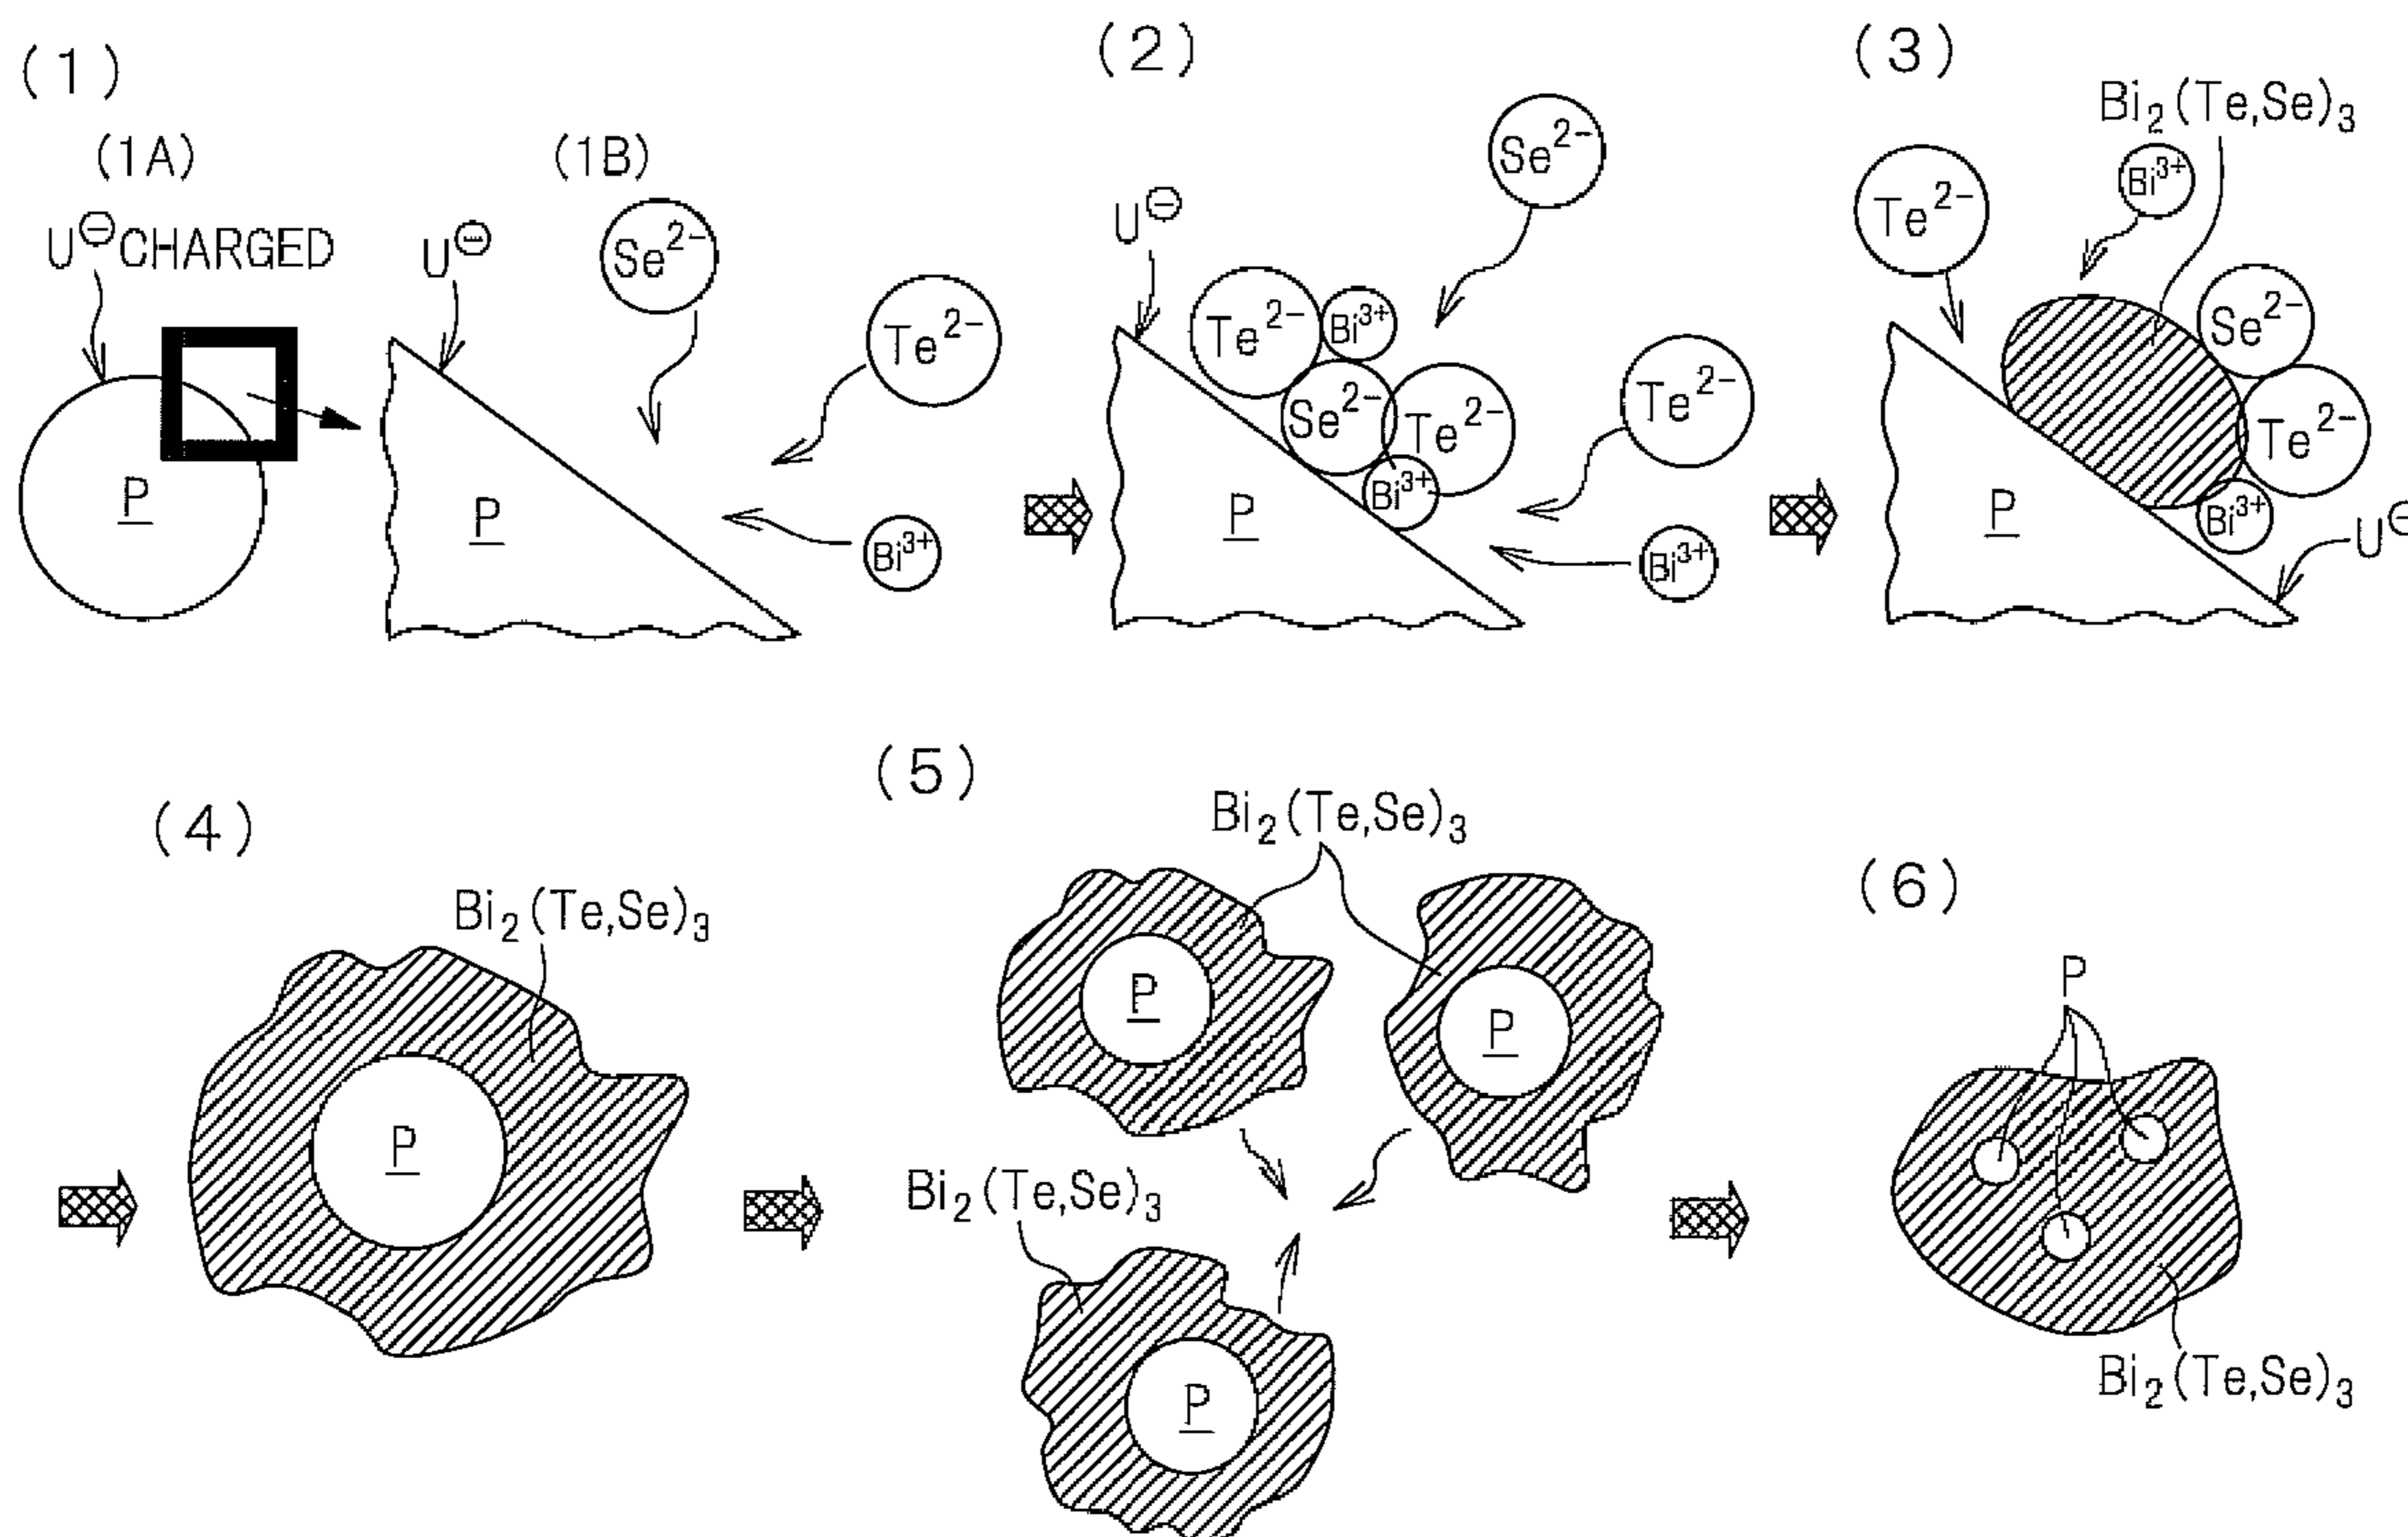 (1)
(1A)
(1B)
U⊖CHARGED
P
U⊖
Se²⁻
Te²⁻
Bi³⁺
P
(2)
U⊖
Se²⁻
Te²⁻
Bi³⁺
Se²⁻
Te²⁻
Bi³⁺
Te²⁻
Bi³⁺
P
(3)
Bi₂(Te,Se)₃
Te²⁻
Bi³⁺
Se²⁻
Te²⁻
Bi³⁺
P
U⊖
(4)
Bi₂(Te,Se)₃
P
(5)
Bi₂(Te,Se)₃
P
P
Bi₂(Te,Se)₃
P
(6)
P
Bi₂(Te,Se)₃